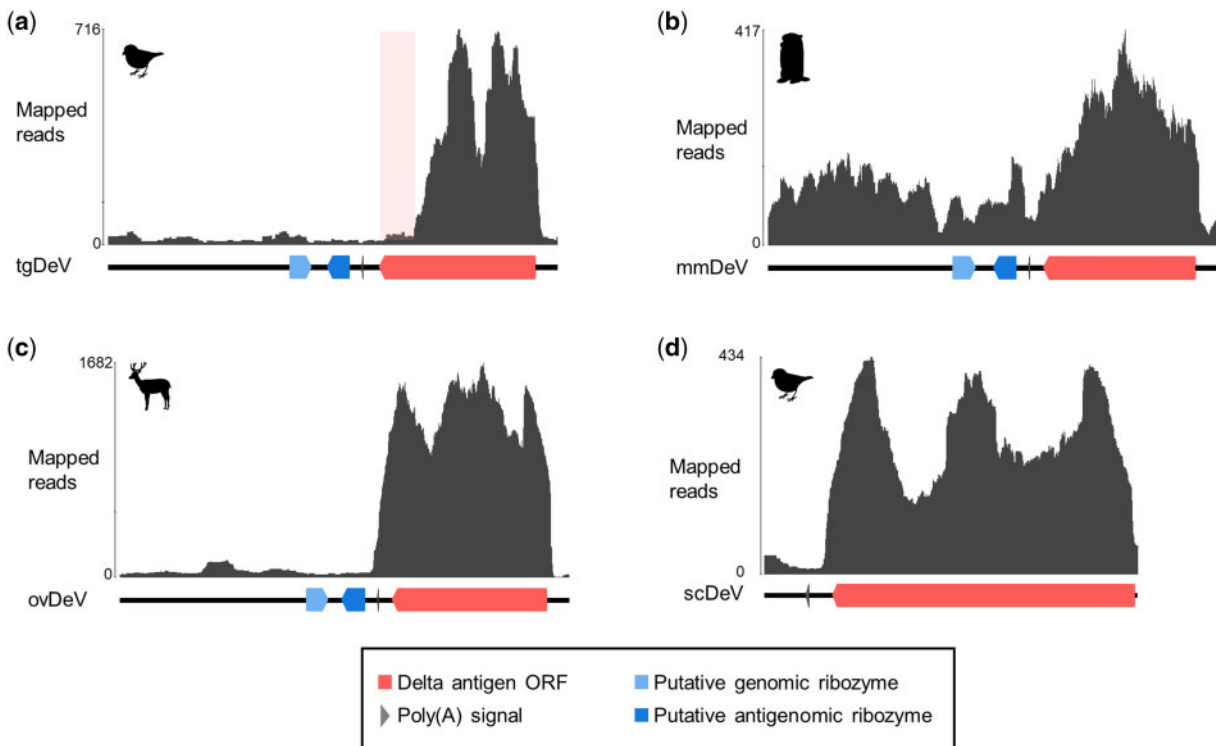 (a)
716
Mapped
reads
0
tgDeV
(b)
417
Mapped
reads
0
mmDeV
(c)
1682
Mapped
reads
0
ovDeV
(d)
434
Mapped
reads
0
scDeV
Delta antigen ORF
Putative genomic ribozyme
Poly(A) signal
Putative antigenomic ribozyme